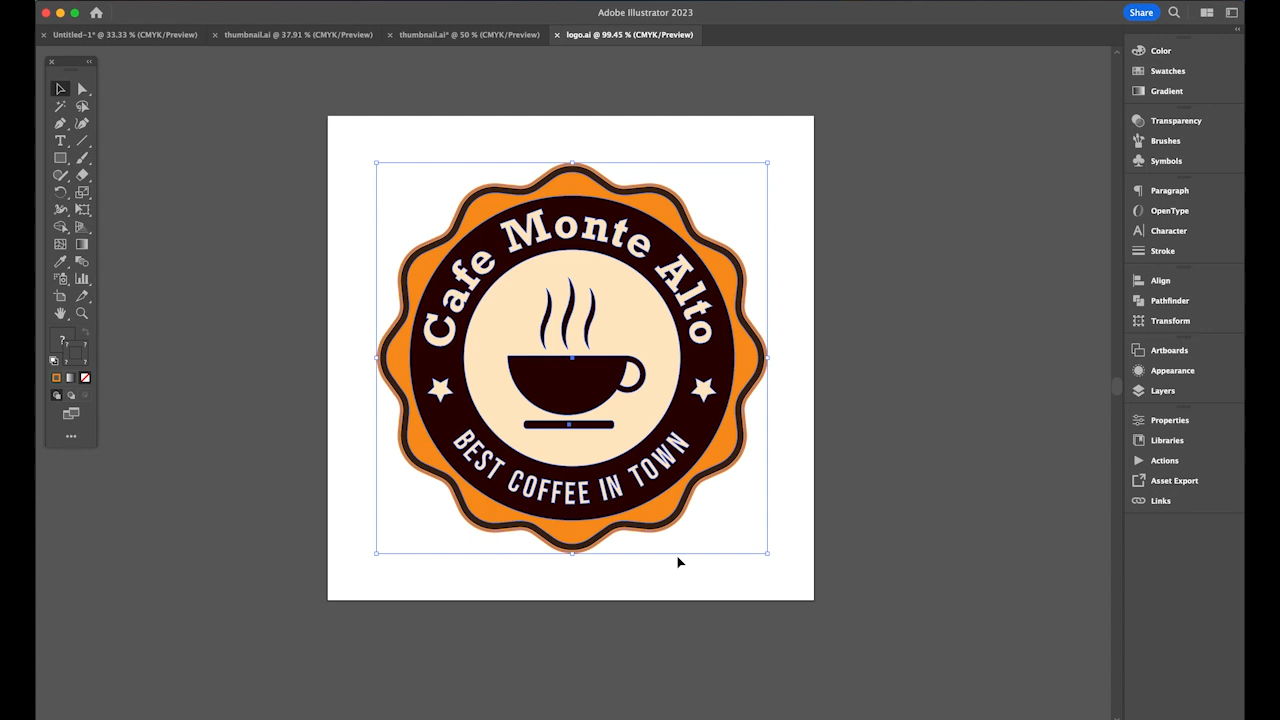 Adobe Illustrator 2023
Share
Untitled-1* @ 33.33 % (CMYK/Preview)
thumbnail.ai @ 37.91 % (CMYK/Preview)
thumbnail.ai* @ 50 % (CMYK/Preview)
logo.ai @ 99.45 % (CMYK/Preview)
Color
Swatches
Gradient
Transparency
Brushes
Symbols
Paragraph
OpenType
Character
Stroke
Align
Pathfinder
Transform
Artboards
Appearance
Layers
Properties
Libraries
Actions
Asset Export
Links
Cafe Monte Alto
BEST COFFEE IN TOWN